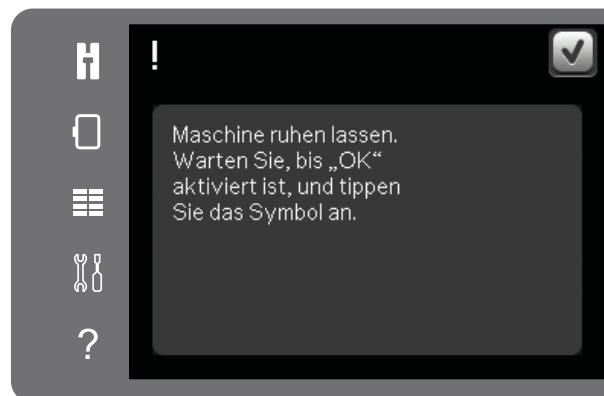 !
Maschine ruhen lassen.
Warten Sie, bis „OK“
aktiviert ist, und tippen
Sie das Symbol an.
?